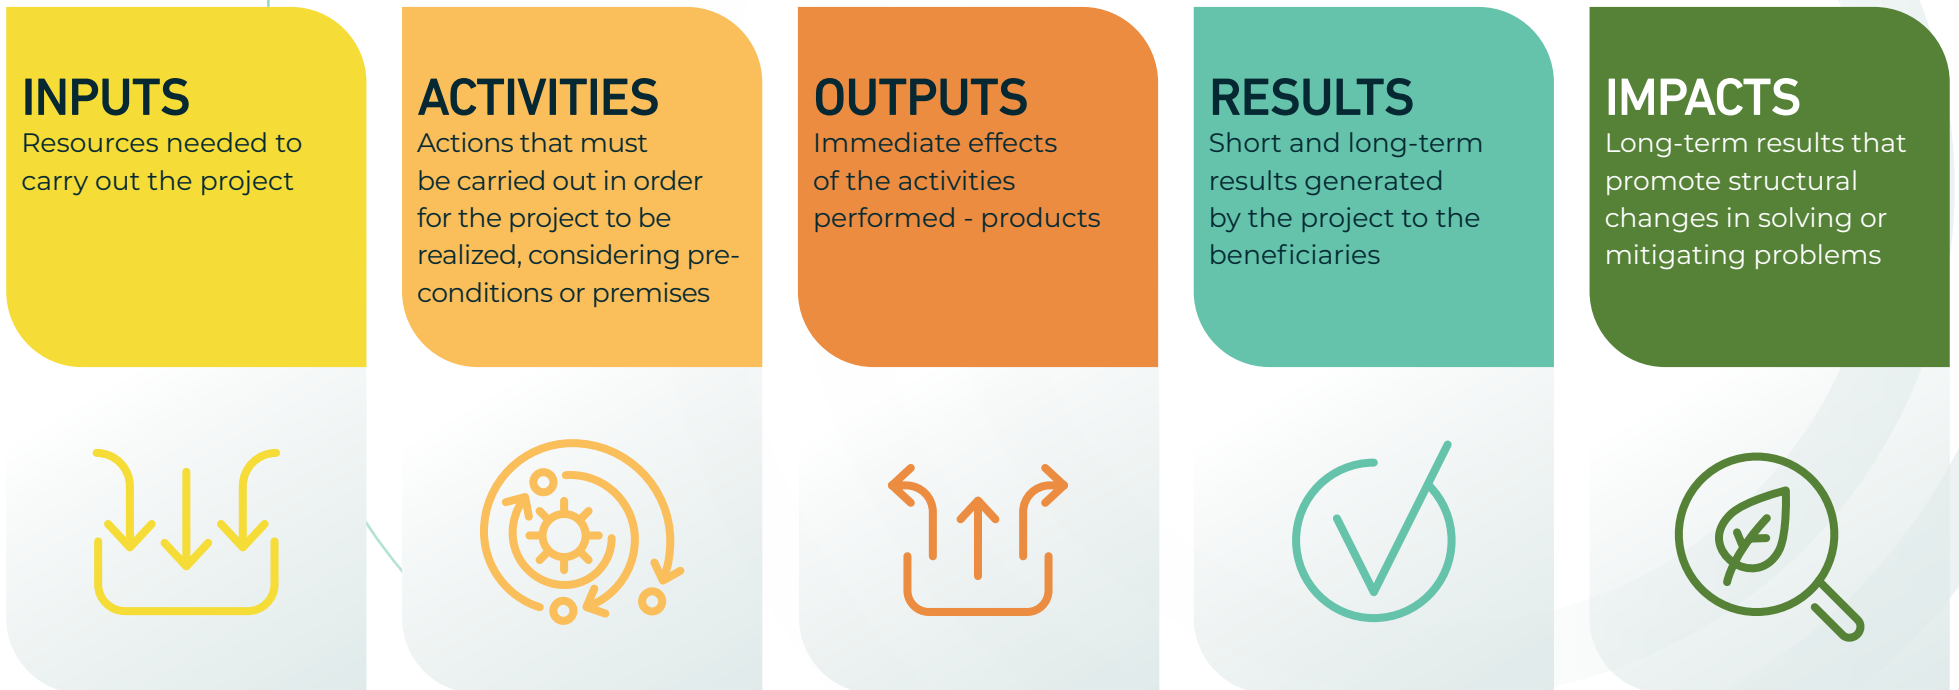 INPUTS
Resources needed to
carry out the project
ACTIVITIES
Actions that must
be carried out in order
for the project to be
realized, considering pre-
conditions or premises
OUTPUTS
Immediate effects
of the activities
performed - products
RESULTS
Short and long-term
results generated
by the project to the
beneficiaries
IMPACTS
Long-term results that
promote structural
changes in solving or
mitigating problems